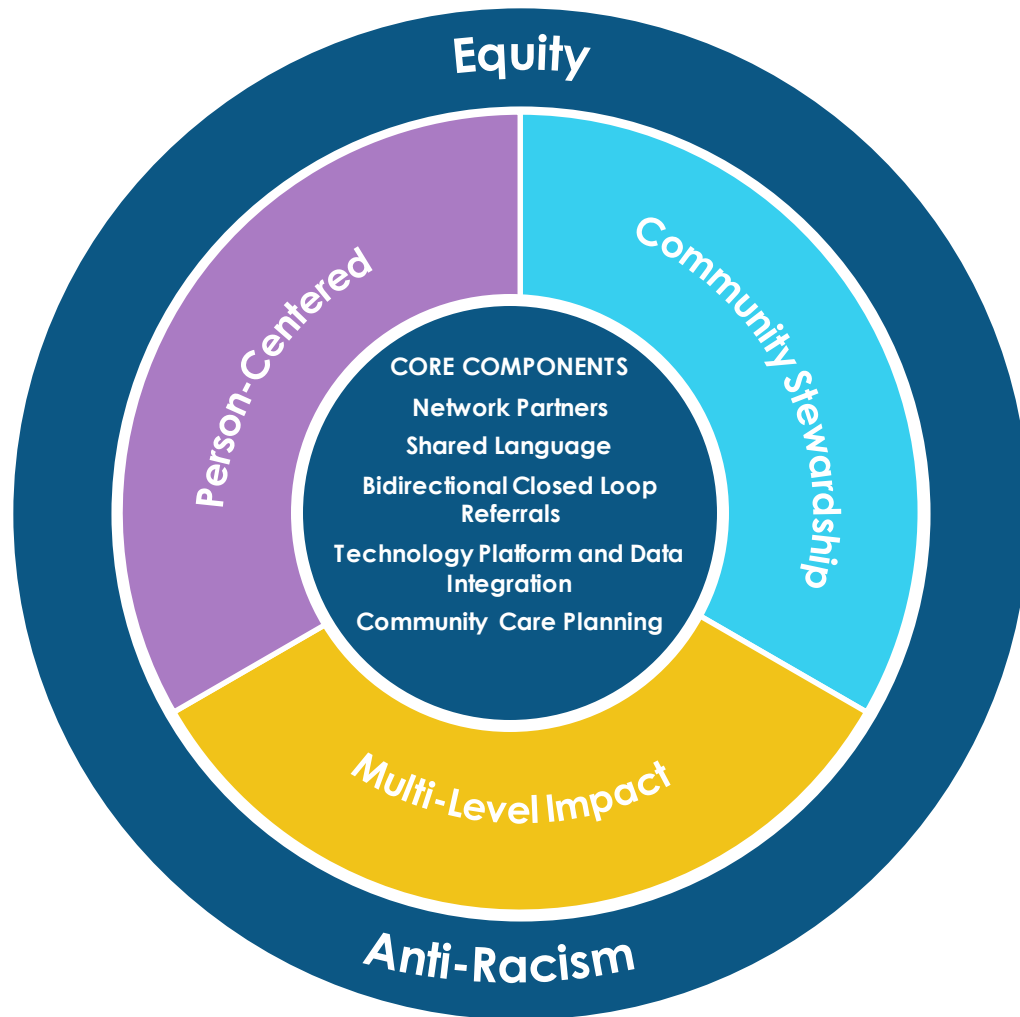 Equity
Person-Centered
Community Stewardship
CORE COMPONENTS
Network Partners
Shared Language
Bidirectional Closed Loop
Referrals
Technology Platform and Data
Integration
Community Care Planning
Multi-Level Impact
Anti-Racism